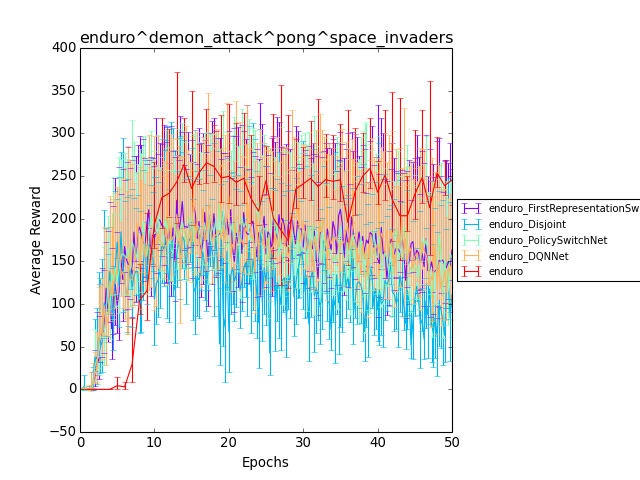 enduro^demon_attack^pong^space_invaders
400
350
300
250
200
150
100
50
0
−50
0 10 20 30 40 50
Average Reward
Epochs
enduro_FirstRepresentationSw
enduro_Disjoint
enduro_PolicySwitchNet
enduro_DQNNet
enduro